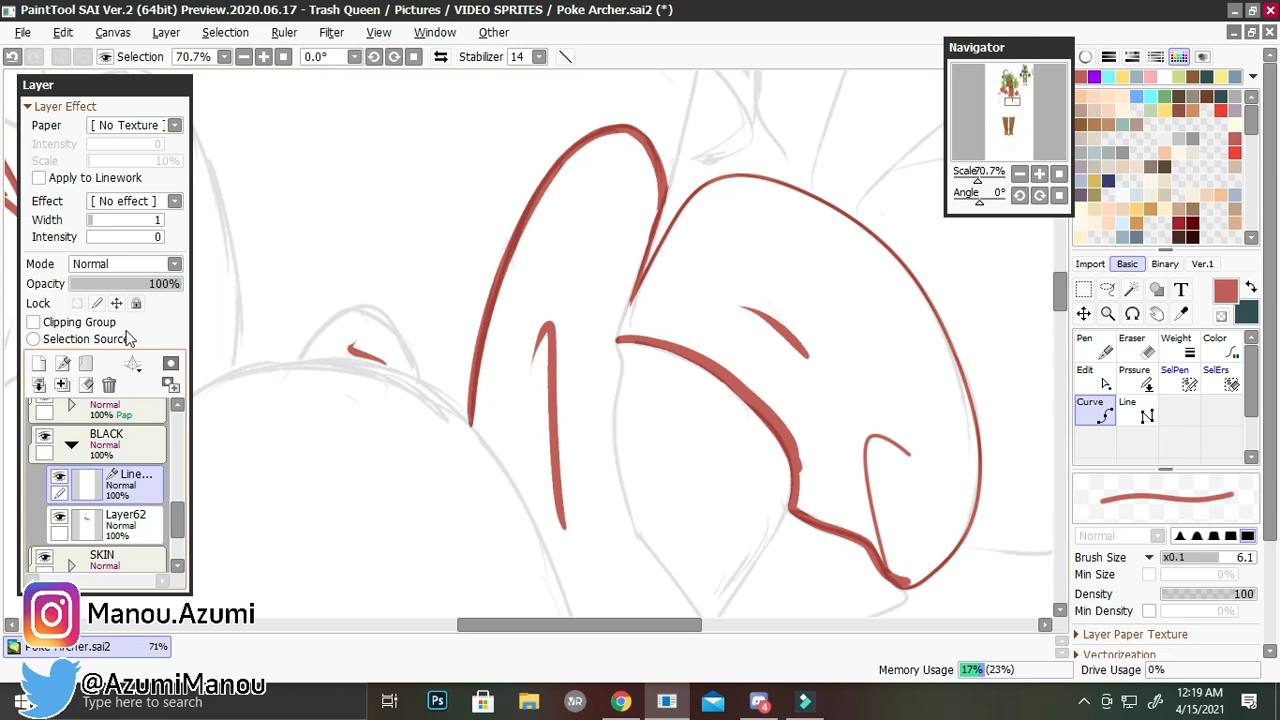 PaintTool SAI Ver.2 (64bit) Preview.2020.06.17 - Trash Queen / Pictures / VIDEO SPRITES / Poke Archer.sai2 (*)
File Edit Canvas Layer Selection Ruler Filter View Window Other
Selection 70.7% 0.0° Stabilizer 14
Layer
Layer Effect
Paper [ No Texture ]
Intensity 0
Scale 10%
Apply to Linework
Effect [ No effect ]
Width 1
Intensity 0
Mode Normal
Opacity 100%
Lock
Clipping Group
Selection Source
Normal
100% Pap
BLACK
Normal
100%
Line...
Normal
100%
Layer62
Normal
100%
SKIN
Normal
Navigator
Scale 70.7%
Angle 0°
Import Basic Binary Ver.1
T
Pen Eraser Weight Color
Edit Prssure SelPen SelErs
Curve Line
Normal
Brush Size x0.1 6.1
Min Size 0%
Density 100
Min Density 0%
Layer Paper Texture
Vectorization
Manou.Azumi
@AzumiManou
Poke Archer.sai2 71%
Memory Usage 17% (23%) Drive Usage 0%
Type here to search
Ps
4
12:19 AM
4/15/2021